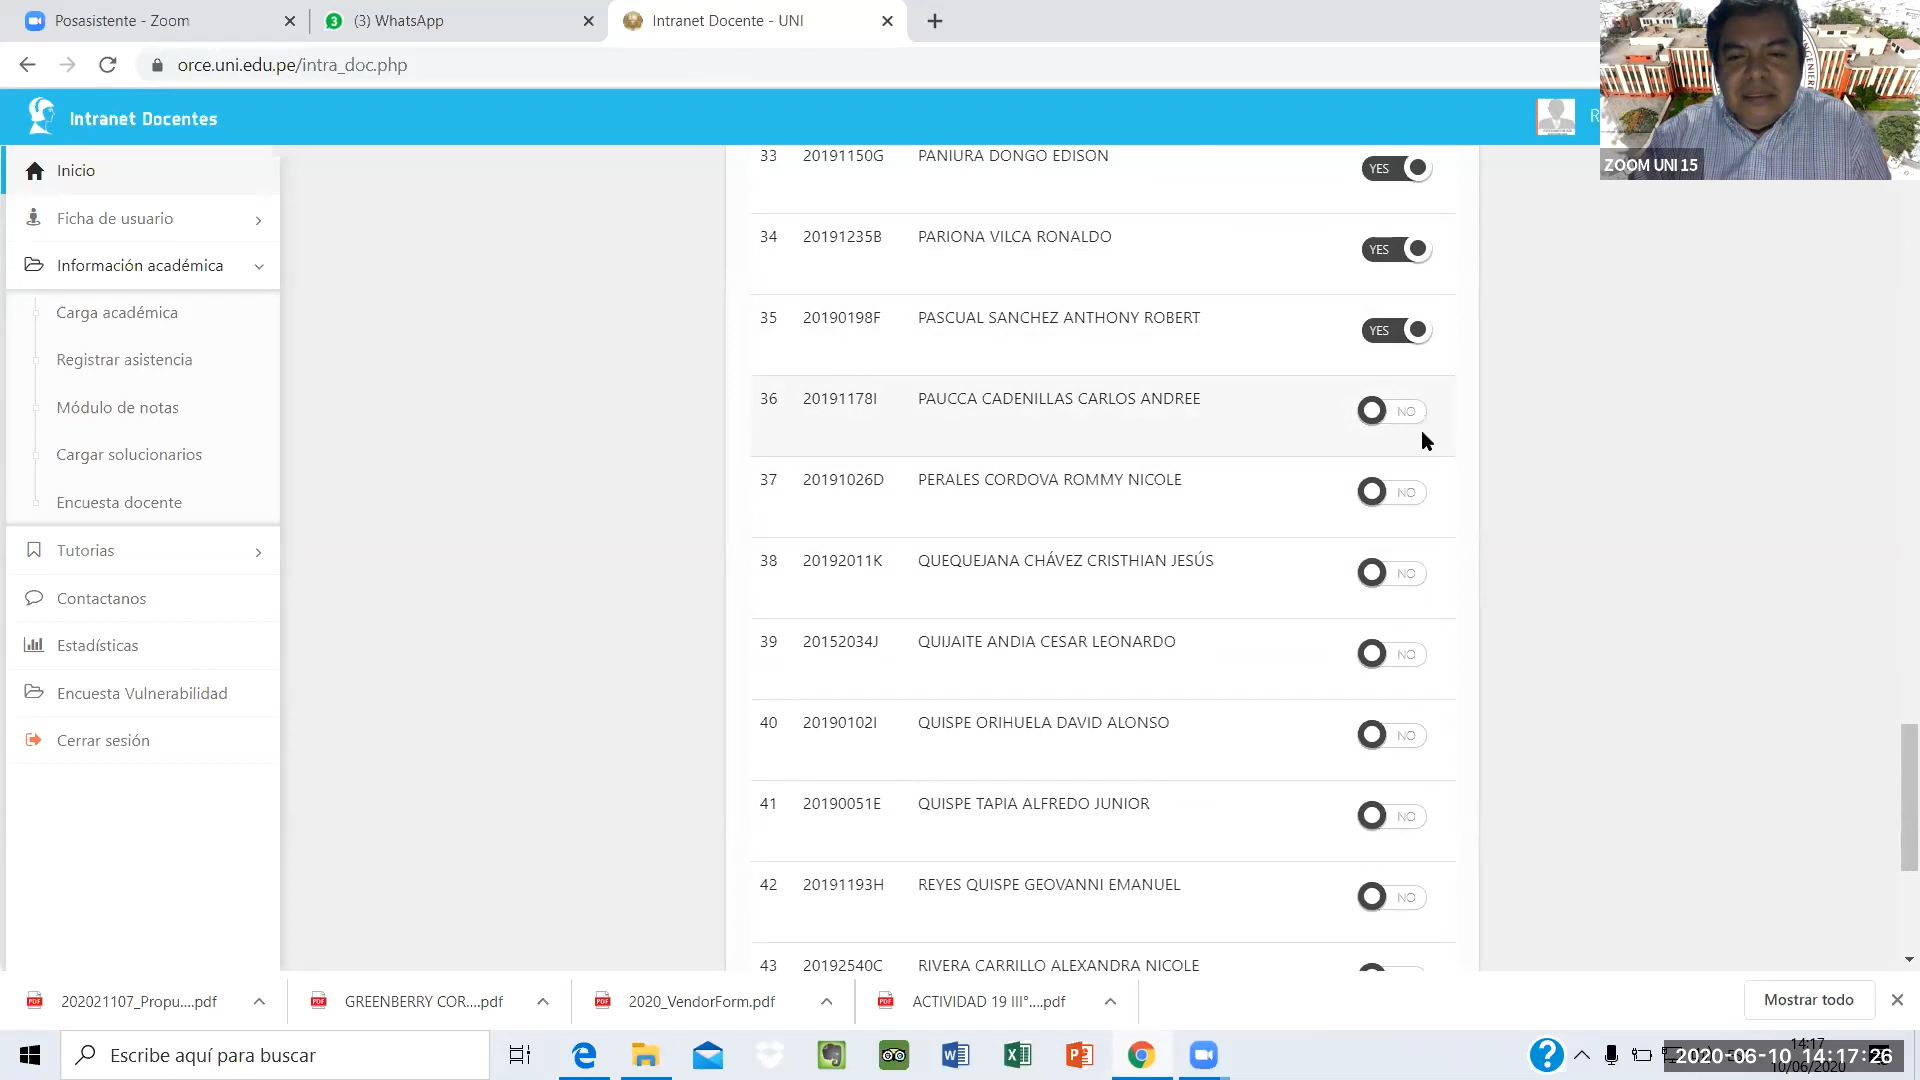 Posasistente - Zoom
(3) WhatsApp
Intranet Docente - UNI
orce.uni.edu.pe/intra_doc.php
Intranet Docentes
R
ZOOM UNI 15
Inicio
Ficha de usuario
Información académica
Carga académica
Registrar asistencia
Módulo de notas
Cargar solucionarios
Encuesta docente
Tutorias
Contactanos
Estadísticas
Encuesta Vulnerabilidad
Cerrar sesión
33 20191150G PANIURA DONGO EDISON YES
34 20191235B PARIONA VILCA RONALDO YES
35 20190198F PASCUAL SANCHEZ ANTHONY ROBERT YES
36 20191178I PAUCCA CADENILLAS CARLOS ANDREE NO
37 20191026D PERALES CORDOVA ROMMY NICOLE NO
38 20192011K QUEQUEJANA CHÁVEZ CRISTHIAN JESÚS NO
39 20152034J QUIJAITE ANDIA CESAR LEONARDO NO
40 20190102I QUISPE ORIHUELA DAVID ALONSO NO
41 20190051E QUISPE TAPIA ALFREDO JUNIOR NO
42 20191193H REYES QUISPE GEOVANNI EMANUEL NO
43 20192540C RIVERA CARRILLO ALEXANDRA NICOLE
202021107_Propu....pdf
GREENBERRY COR....pdf
2020_VendorForm.pdf
ACTIVIDAD 19 III°....pdf
Mostrar todo
Escribe aquí para buscar
14:17
2020-06-10 14:17:26
10/06/2020